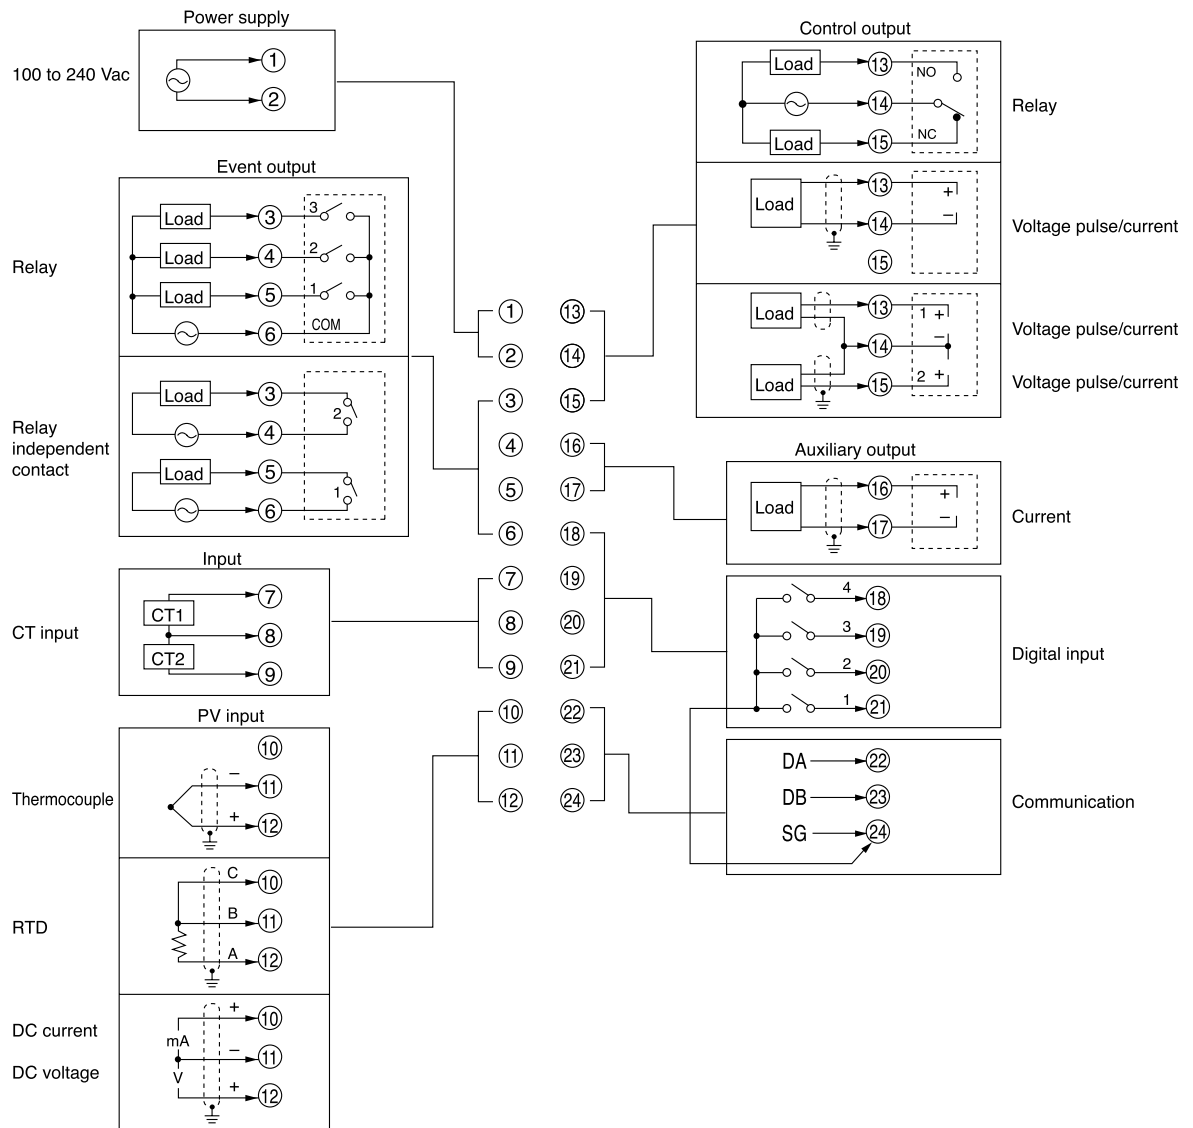 Power supply
100 to 240 Vac
1
2
Event output
Relay
Load 3 3
Load 4 2
Load 5 1
6 COM
Relay
independent
contact
Load 3
4 2
Load 5
6 1
Input
CT input
CT1 7
8
CT2 9
PV input
Thermocouple
10
– 11
+ 12
RTD
C 10
B 11
A 12
DC current
DC voltage
+ 10
mA
– 11
V
+ 12
1 13
2 14
3 15
4 16
5 17
6 18
7 19
8 20
9 21
10 22
11 23
12 24
Control output
Load 13 NO
14
Load 15 NC
Relay
Load 13 +
14 –
15
Voltage pulse/current
Load 13 1 +
14 –
Load 15 2 +
Voltage pulse/current
Voltage pulse/current
Auxiliary output
Load 16 +
17 –
Current
4 18
3 19
2 20
1 21
Digital input
DA 22
DB 23
SG 24
Communication